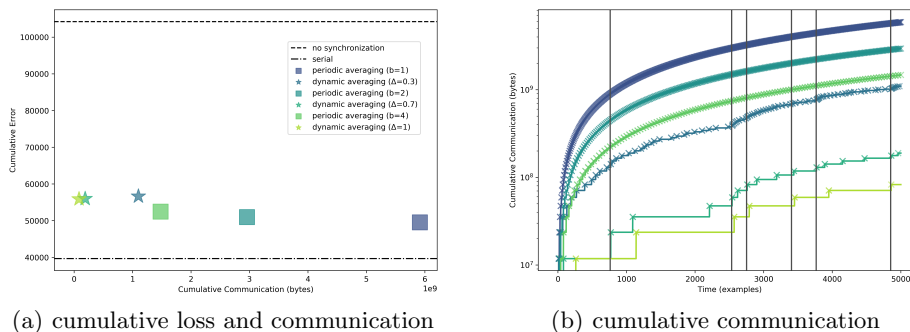 100000
90000
80000
70000
60000
50000
40000
Cumulative Error
0
1
2
3
4
5
6
1e9
Cumulative Communication (bytes)
no synchronization
serial
periodic averaging (b=1)
dynamic averaging (Δ=0.3)
periodic averaging (b=2)
dynamic averaging (Δ=0.7)
periodic averaging (b=4)
dynamic averaging (Δ=1)
(a) cumulative loss and communication
10⁹
10⁸
10⁷
Cumulative Communication (bytes)
0
1000
2000
3000
4000
5000
Time (examples)
(b) cumulative communication